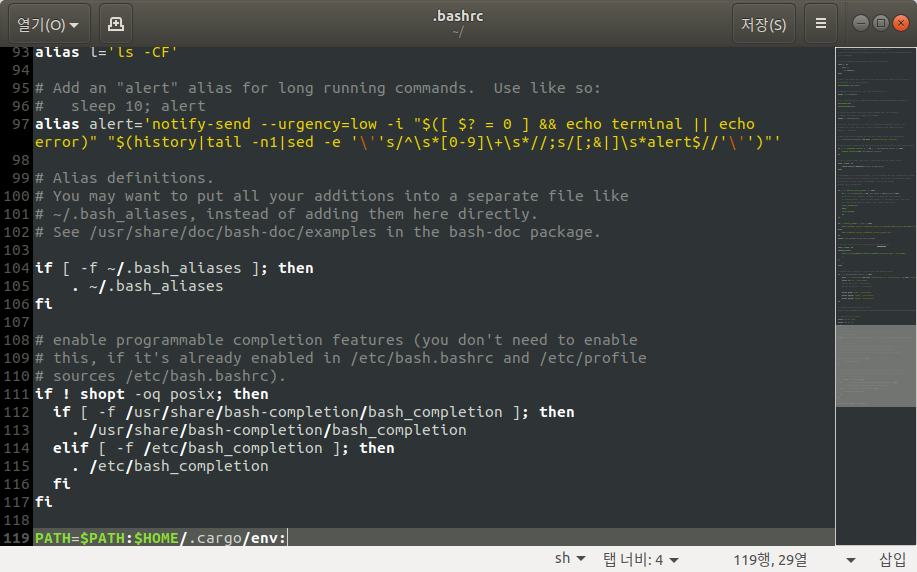 열기(O)
.bashrc
~/
저장(S)
93 alias l='ls -CF'
94
95 # Add an "alert" alias for long running commands.  Use like so:
96 #   sleep 10; alert
97 alias alert='notify-send --urgency=low -i "$([ $? = 0 ] && echo terminal || echo
error)" "$(history|tail -n1|sed -e '\''s/^\s*[0-9]\+\s*//;s/[;&|]\s*alert$//'\'')"'
98
99 # Alias definitions.
100 # You may want to put all your additions into a separate file like
101 # ~/.bash_aliases, instead of adding them here directly.
102 # See /usr/share/doc/bash-doc/examples in the bash-doc package.
103
104 if [ -f ~/.bash_aliases ]; then
105     . ~/.bash_aliases
106 fi
107
108 # enable programmable completion features (you don't need to enable
109 # this, if it's already enabled in /etc/bash.bashrc and /etc/profile
110 # sources /etc/bash.bashrc).
111 if ! shopt -oq posix; then
112   if [ -f /usr/share/bash-completion/bash_completion ]; then
113     . /usr/share/bash-completion/bash_completion
114   elif [ -f /etc/bash_completion ]; then
115     . /etc/bash_completion
116   fi
117 fi
118
119 PATH=$PATH:$HOME/.cargo/env:
sh
탭 너비: 4
119행, 29열
삽입